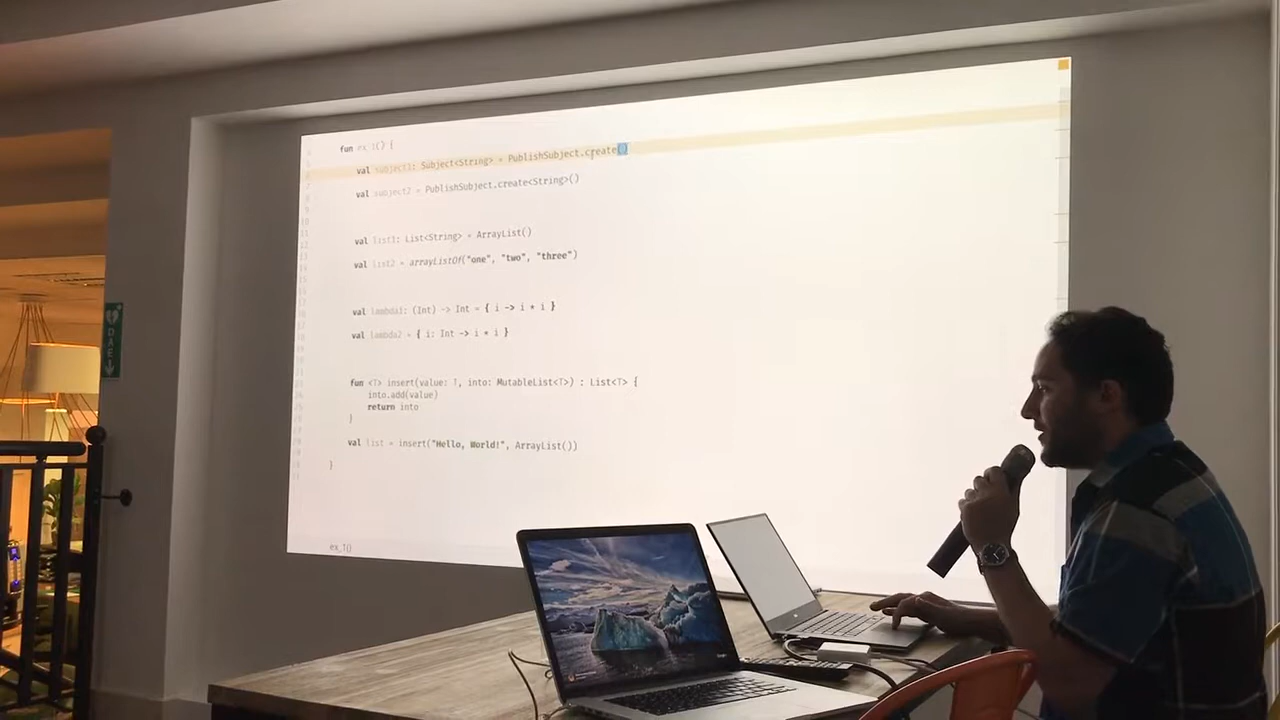 fun ex_1() {
val subject1: Subject<String> = PublishSubject.create()
val subject2 = PublishSubject.create<String>()
val list1: List<String> = ArrayList()
val list2 = arrayListOf("one", "two", "three")
val lambda1: (Int) -> Int = { i -> i * i }
val lambda2 = { i: Int -> i * i }
fun <T> insert(value: T, into: MutableList<T>) : List<T> {
into.add(value)
return into
}
val list = insert("Hello, World!", ArrayList())
}
ex_1()
DAE